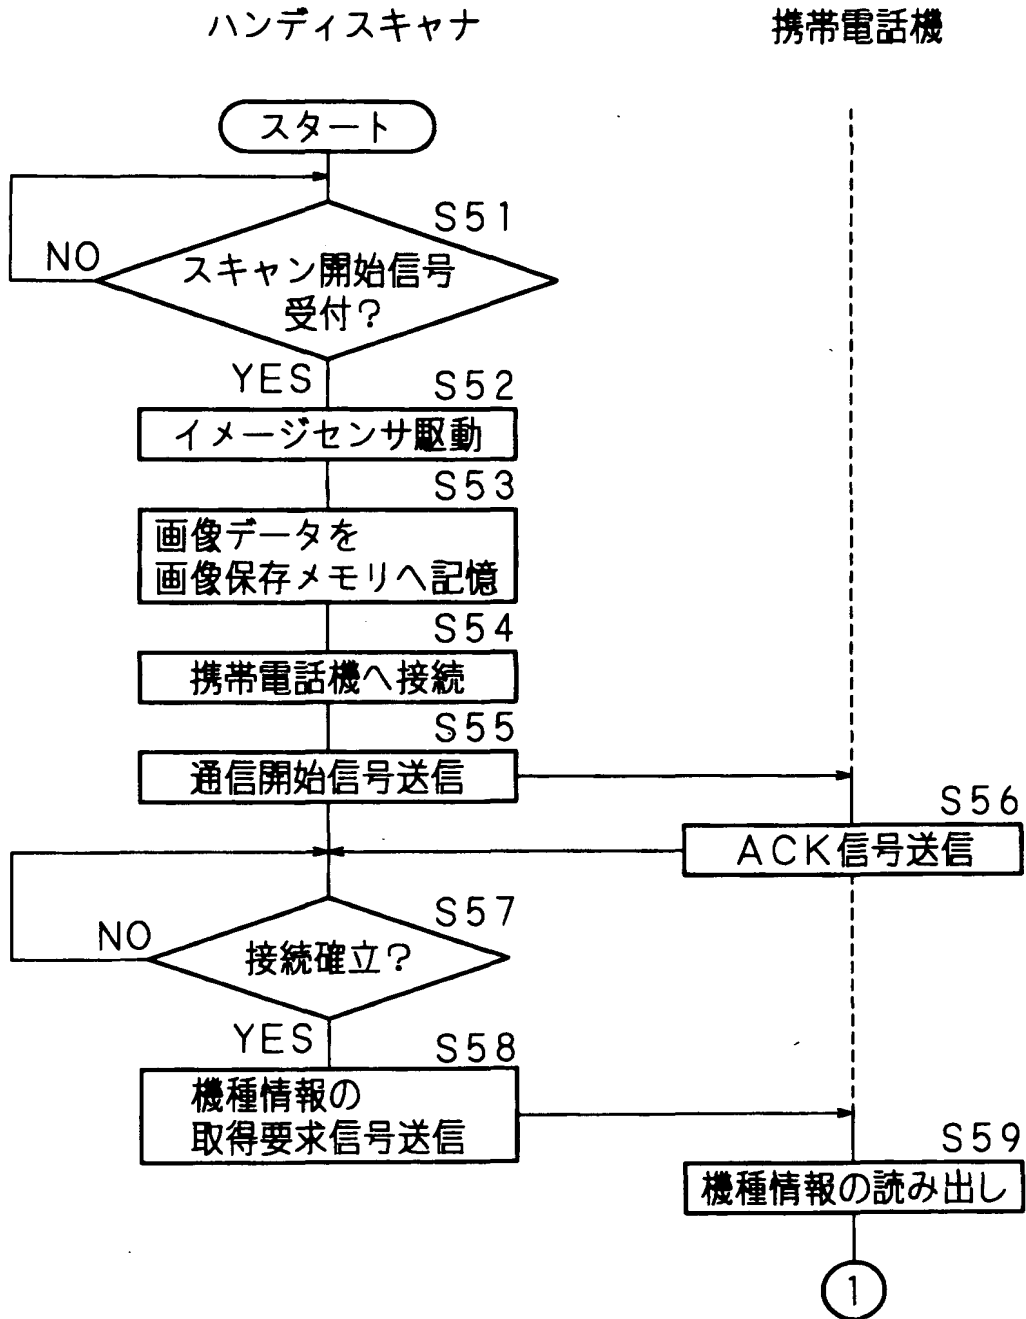 ハンディスキャナ
携帯電話機
スタート
S51
NO
スキャン開始信号
受付?
YES
S52
イメージセンサ駆動
S53
画像データを
画像保存メモリへ記憶
S54
携帯電話機へ接続
S55
通信開始信号送信
S56
ACK信号送信
S57
NO
接続確立?
YES
S58
機種情報の
取得要求信号送信
S59
機種情報の読み出し
1